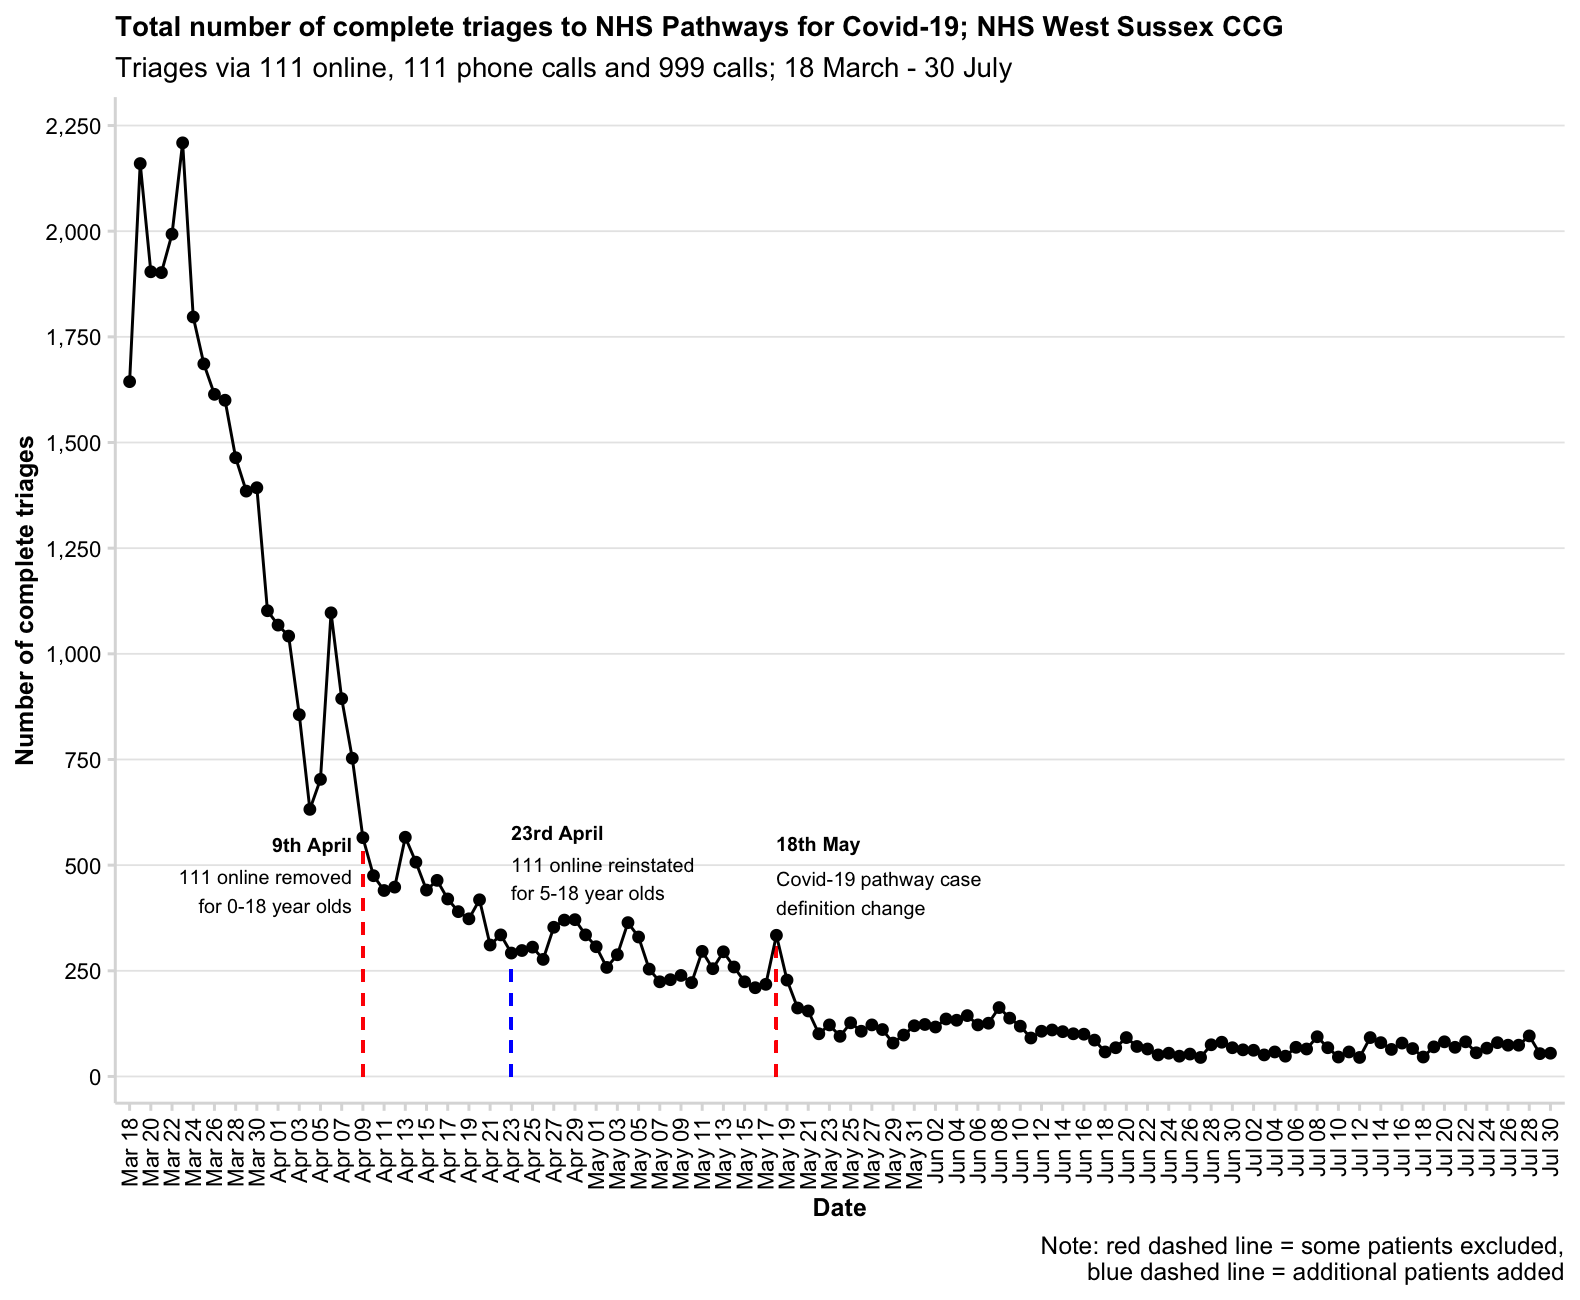 Total number of complete triages to NHS Pathways for Covid-19; NHS West Sussex CCG
Triages via 111 online, 111 phone calls and 999 calls; 18 March - 30 July
Number of complete triages
2,250
2,000
1,750
1,500
1,250
1,000
750
500
250
0
9th April
111 online removed
for 0-18 year olds
23rd April
111 online reinstated
for 5-18 year olds
18th May
Covid-19 pathway case
definition change
Mar 18
Mar 20
Mar 22
Mar 24
Mar 26
Mar 28
Mar 30
Apr 01
Apr 03
Apr 05
Apr 07
Apr 09
Apr 11
Apr 13
Apr 15
Apr 17
Apr 19
Apr 21
Apr 23
Apr 25
Apr 27
Apr 29
May 01
May 03
May 05
May 07
May 09
May 11
May 13
May 15
May 17
May 19
May 21
May 23
May 25
May 27
May 29
May 31
Jun 02
Jun 04
Jun 06
Jun 08
Jun 10
Jun 12
Jun 14
Jun 16
Jun 18
Jun 20
Jun 22
Jun 24
Jun 26
Jun 28
Jun 30
Jul 02
Jul 04
Jul 06
Jul 08
Jul 10
Jul 12
Jul 14
Jul 16
Jul 18
Jul 20
Jul 22
Jul 24
Jul 26
Jul 28
Jul 30
Date
Note: red dashed line = some patients excluded,
blue dashed line = additional patients added